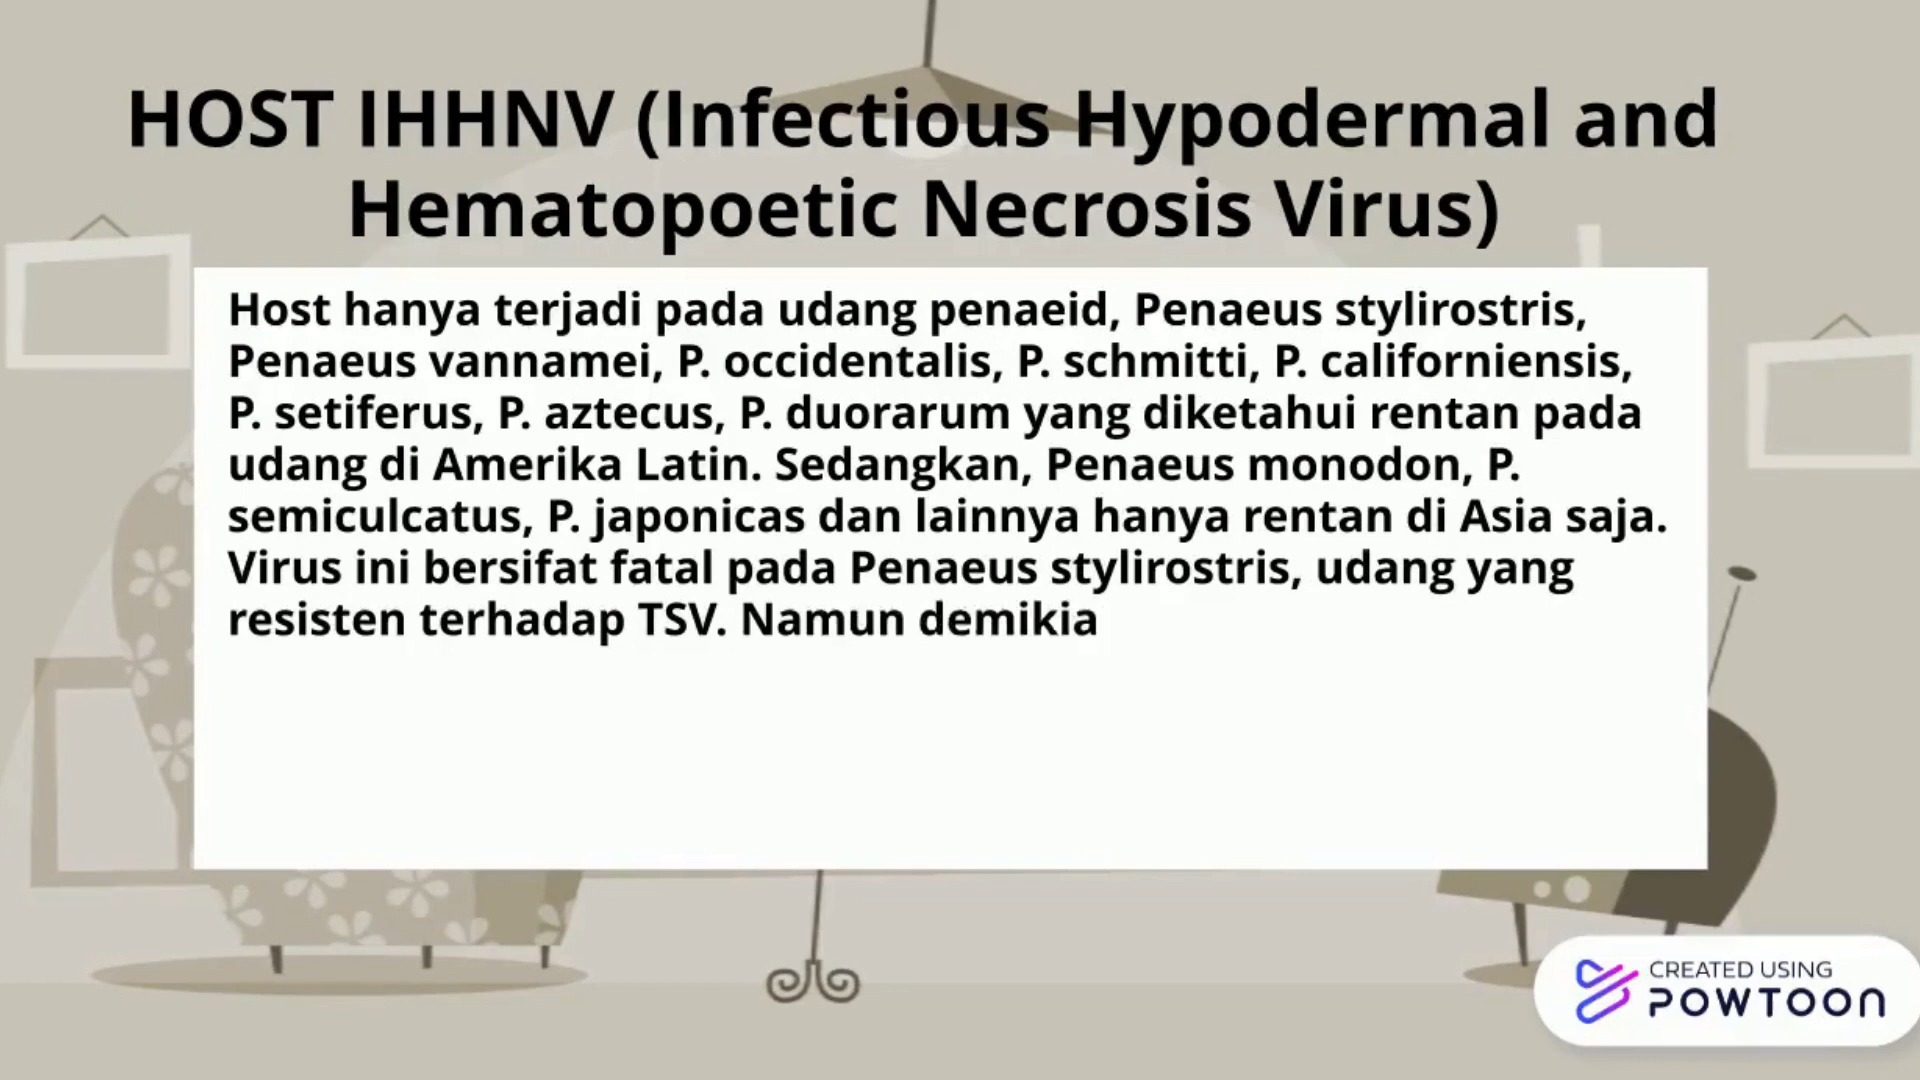 HOST IHHNV (Infectious Hypodermal and
Hematopoetic Necrosis Virus)
Host hanya terjadi pada udang penaeid, Penaeus stylirostris,
Penaeus vannamei, P. occidentalis, P. schmitti, P. californiensis,
P. setiferus, P. aztecus, P. duorarum yang diketahui rentan pada
udang di Amerika Latin. Sedangkan, Penaeus monodon, P.
semiculcatus, P. japonicas dan lainnya hanya rentan di Asia saja.
Virus ini bersifat fatal pada Penaeus stylirostris, udang yang
resisten terhadap TSV. Namun demikia
CREATED USING
POWTOON